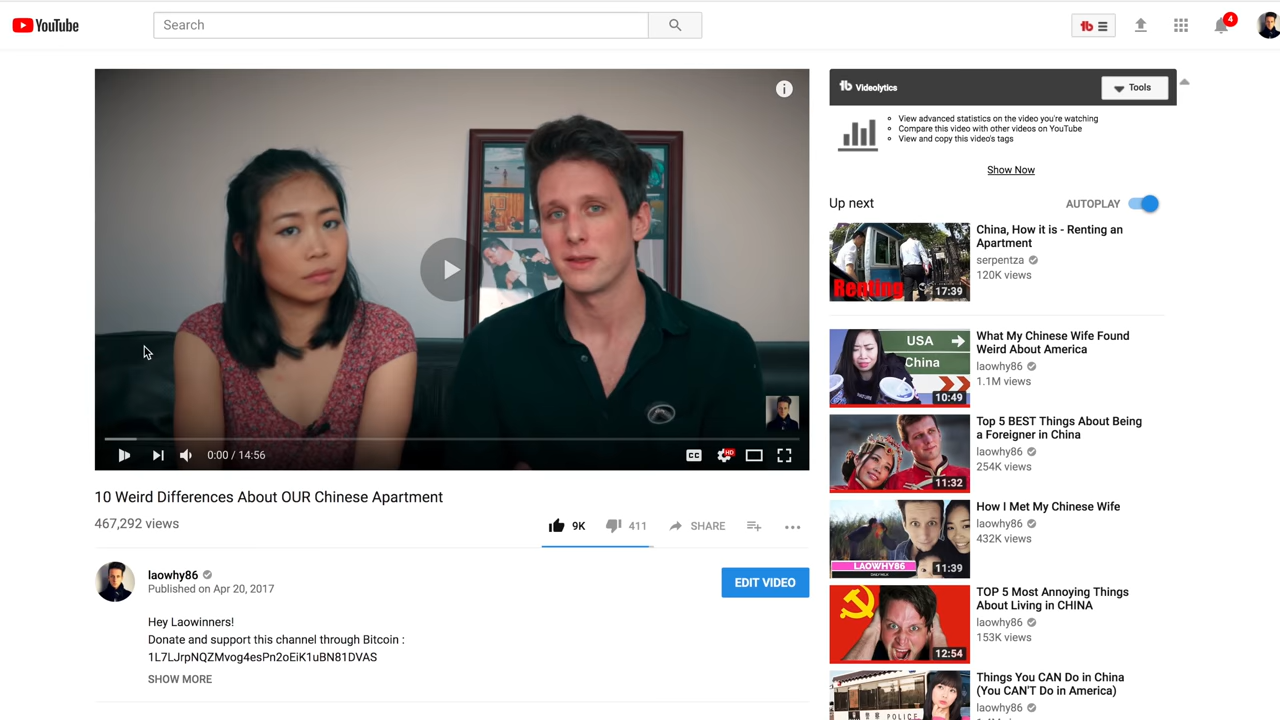 YouTube
Search
4
Videolytics
Tools
View advanced statistics on the video you're watching
Compare this video with other videos on YouTube
View and copy this video's tags
Show Now
Up next
AUTOPLAY
Renting
17:39
China, How it is - Renting an
Apartment
serpentza
120K views
USA
China
10:49
What My Chinese Wife Found
Weird About America
laowhy86
1.1M views
11:32
Top 5 BEST Things About Being
a Foreigner in China
laowhy86
254K views
LAOWHY86
11:39
How I Met My Chinese Wife
laowhy86
432K views
12:54
TOP 5 Most Annoying Things
About Living in CHINA
laowhy86
153K views
POLICE
Things You CAN Do in China
(You CAN'T Do in America)
laowhy86
0:00 / 14:56
CC
HD
10 Weird Differences About OUR Chinese Apartment
467,292 views
9K
411
SHARE
laowhy86
Published on Apr 20, 2017
EDIT VIDEO
Hey Laowinners!
Donate and support this channel through Bitcoin :
1L7LJrpNQZMvog4esPn2oEiK1uBN81DVAS
SHOW MORE